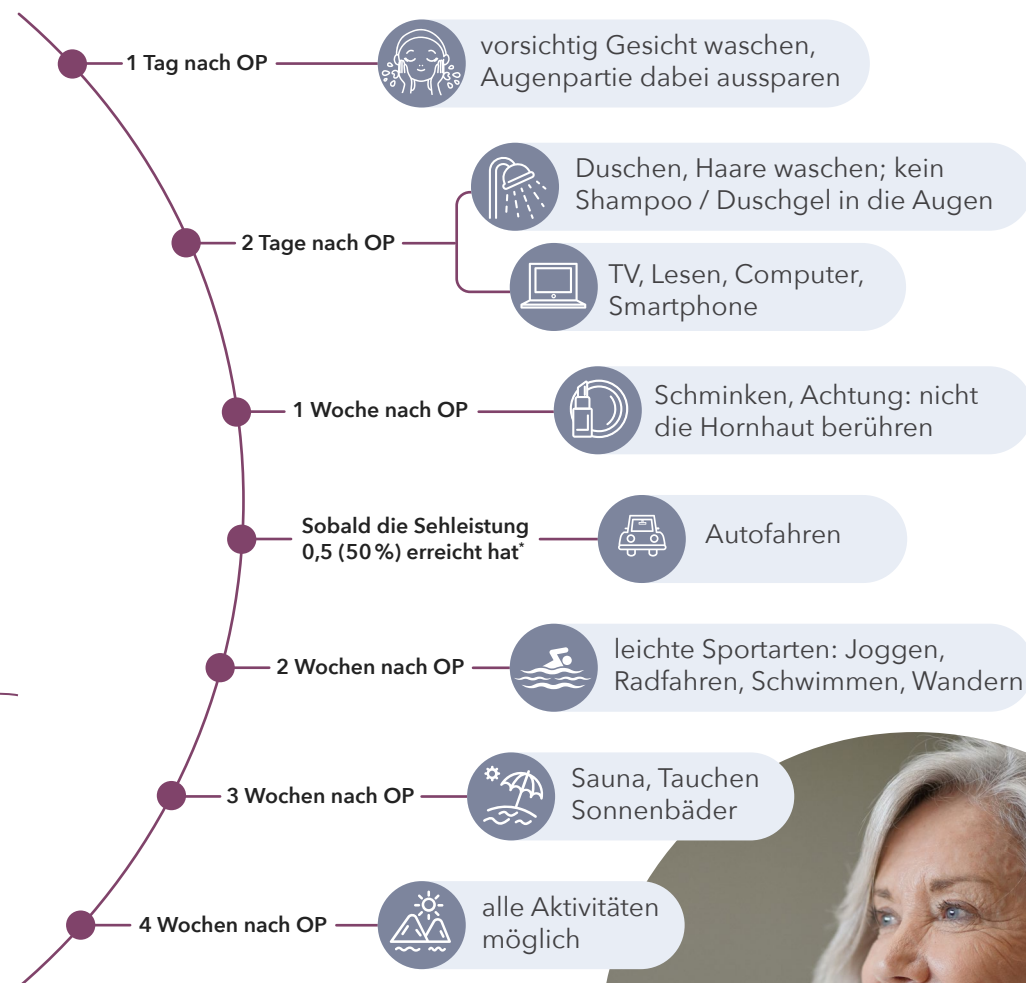 1 Tag nach OP
vorsichtig Gesicht waschen,
Augenpartie dabei aussparen
2 Tage nach OP
Duschen, Haare waschen; kein
Shampoo / Duschgel in die Augen
TV, Lesen, Computer,
Smartphone
1 Woche nach OP
Schminken, Achtung: nicht
die Hornhaut berühren
Sobald die Sehleistung
0,5 (50 %) erreicht hat*
Autofahren
2 Wochen nach OP
leichte Sportarten: Joggen,
Radfahren, Schwimmen, Wandern
3 Wochen nach OP
Sauna, Tauchen
Sonnenbäder
4 Wochen nach OP
alle Aktivitäten
möglich